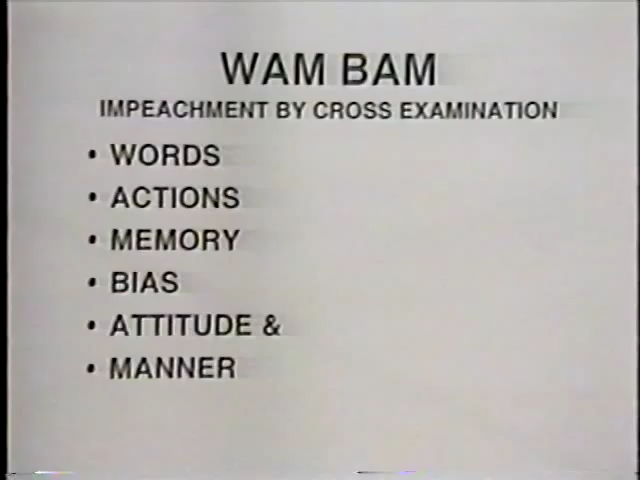 WAM BAM
IMPEACHMENT BY CROSS EXAMINATION
• WORDS
• ACTIONS
• MEMORY
• BIAS
• ATTITUDE &
• MANNER